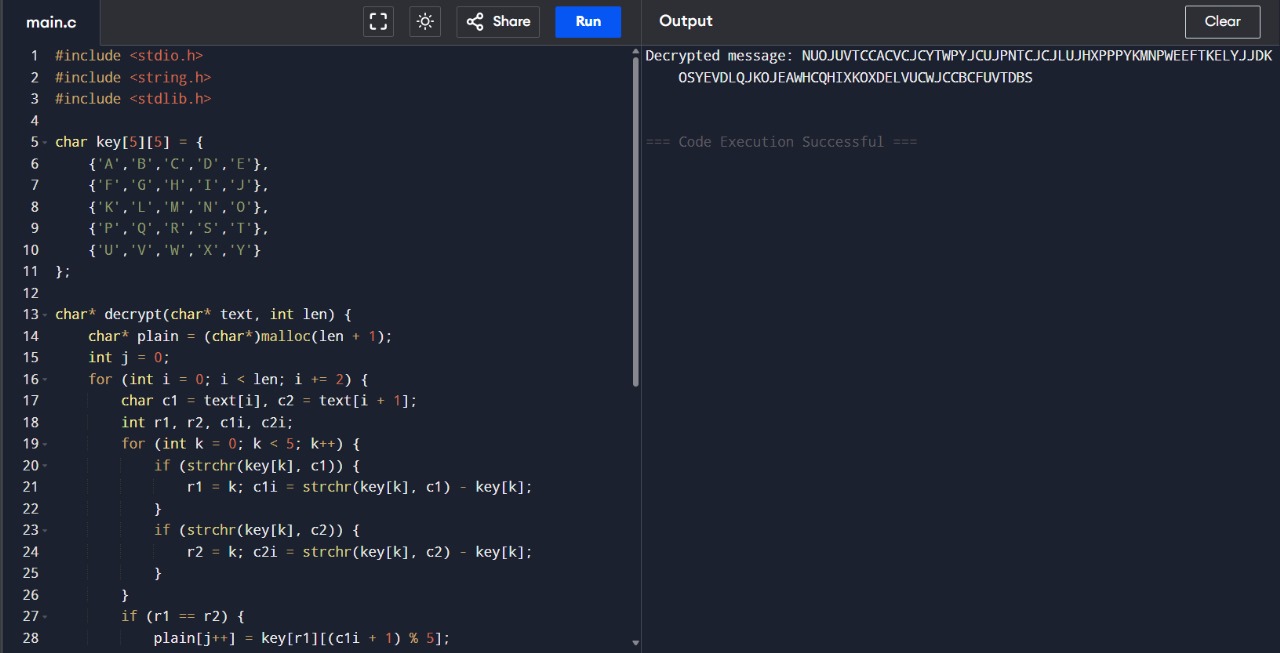 main.c
Share
Run
Output
Clear
1 #include <stdio.h>
2 #include <string.h>
3 #include <stdlib.h>
4
5 char key[5][5] = {
6 {'A','B','C','D','E'},
7 {'F','G','H','I','J'},
8 {'K','L','M','N','O'},
9 {'P','Q','R','S','T'},
10 {'U','V','W','X','Y'}
11 };
12
13 char* decrypt(char* text, int len) {
14 char* plain = (char*)malloc(len + 1);
15 int j = 0;
16 for (int i = 0; i < len; i += 2) {
17 char c1 = text[i], c2 = text[i + 1];
18 int r1, r2, c1i, c2i;
19 for (int k = 0; k < 5; k++) {
20 if (strchr(key[k], c1)) {
21 r1 = k; c1i = strchr(key[k], c1) - key[k];
22 }
23 if (strchr(key[k], c2)) {
24 r2 = k; c2i = strchr(key[k], c2) - key[k];
25 }
26 }
27 if (r1 == r2) {
28 plain[j++] = key[r1][(c1i + 1) % 5];
Decrypted message: NUOJUVTCCACVCJCYTWPYJCUJPNTCJCJLUJHXPPPYKMNPWEEFTKELYJJDK
OSYEVDLQJKOJEAWHCQHIXKOXDELVUCWJCCBCFUVTDBS
=== Code Execution Successful ===